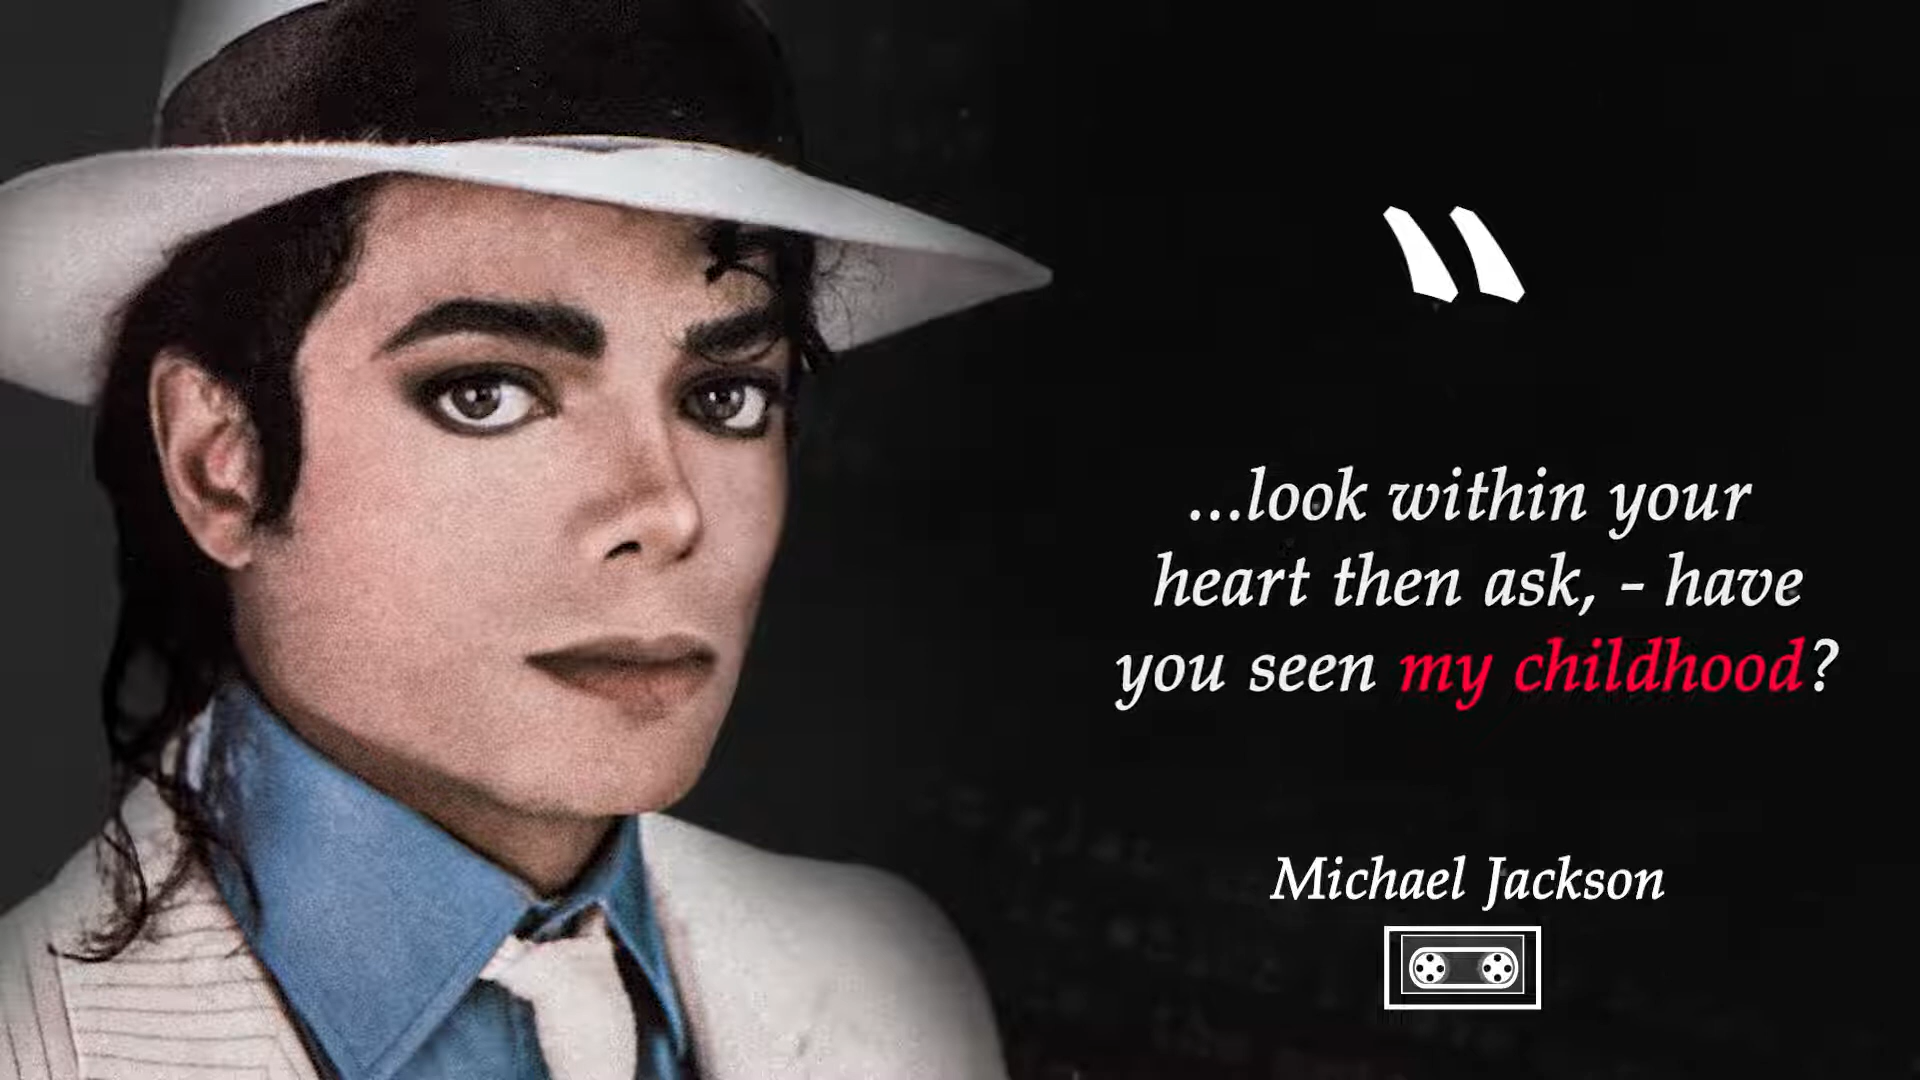 ...look within your
heart then ask, - have
you seen my childhood?
Michael Jackson